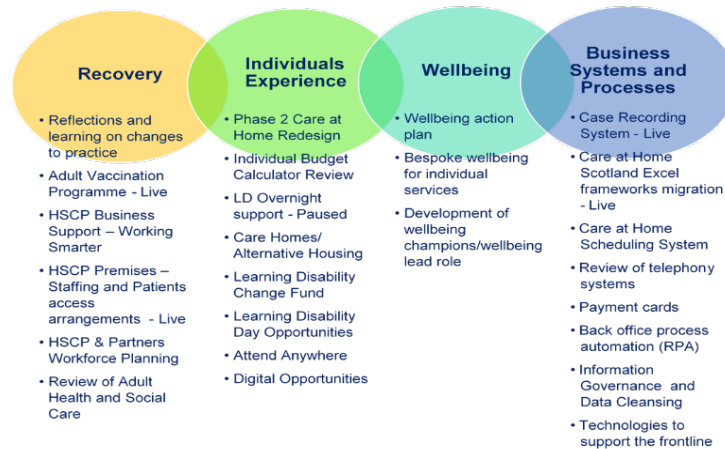 Recovery
• Reflections and
learning on changes
to practice
• Adult Vaccination
Programme - Live
• HSCP Business
Support – Working
Smarter
• HSCP Premises –
Staffing and Patients
access
arrangements - Live
• HSCP & Partners
Workforce Planning
• Review of Adult
Health and Social
Care
Individuals
Experience
• Phase 2 Care at
Home Redesign
• Individual Budget
Calculator Review
• LD Overnight
support - Paused
• Care Homes/
Alternative Housing
• Learning Disability
Change Fund
• Learning Disability
Day Opportunities
• Attend Anywhere
• Digital Opportunities
Wellbeing
• Wellbeing action
plan
• Bespoke wellbeing
for individual
services
• Development of
wellbeing
champions/wellbeing
lead role
Business
Systems and
Processes
• Case Recording
System - Live
• Care at Home
Scotland Excel
frameworks migration
- Live
• Care at Home
Scheduling System
• Review of telephony
systems
• Payment cards
• Back office process
automation (RPA)
• Information
Governance and
Data Cleansing
• Technologies to
support the frontline